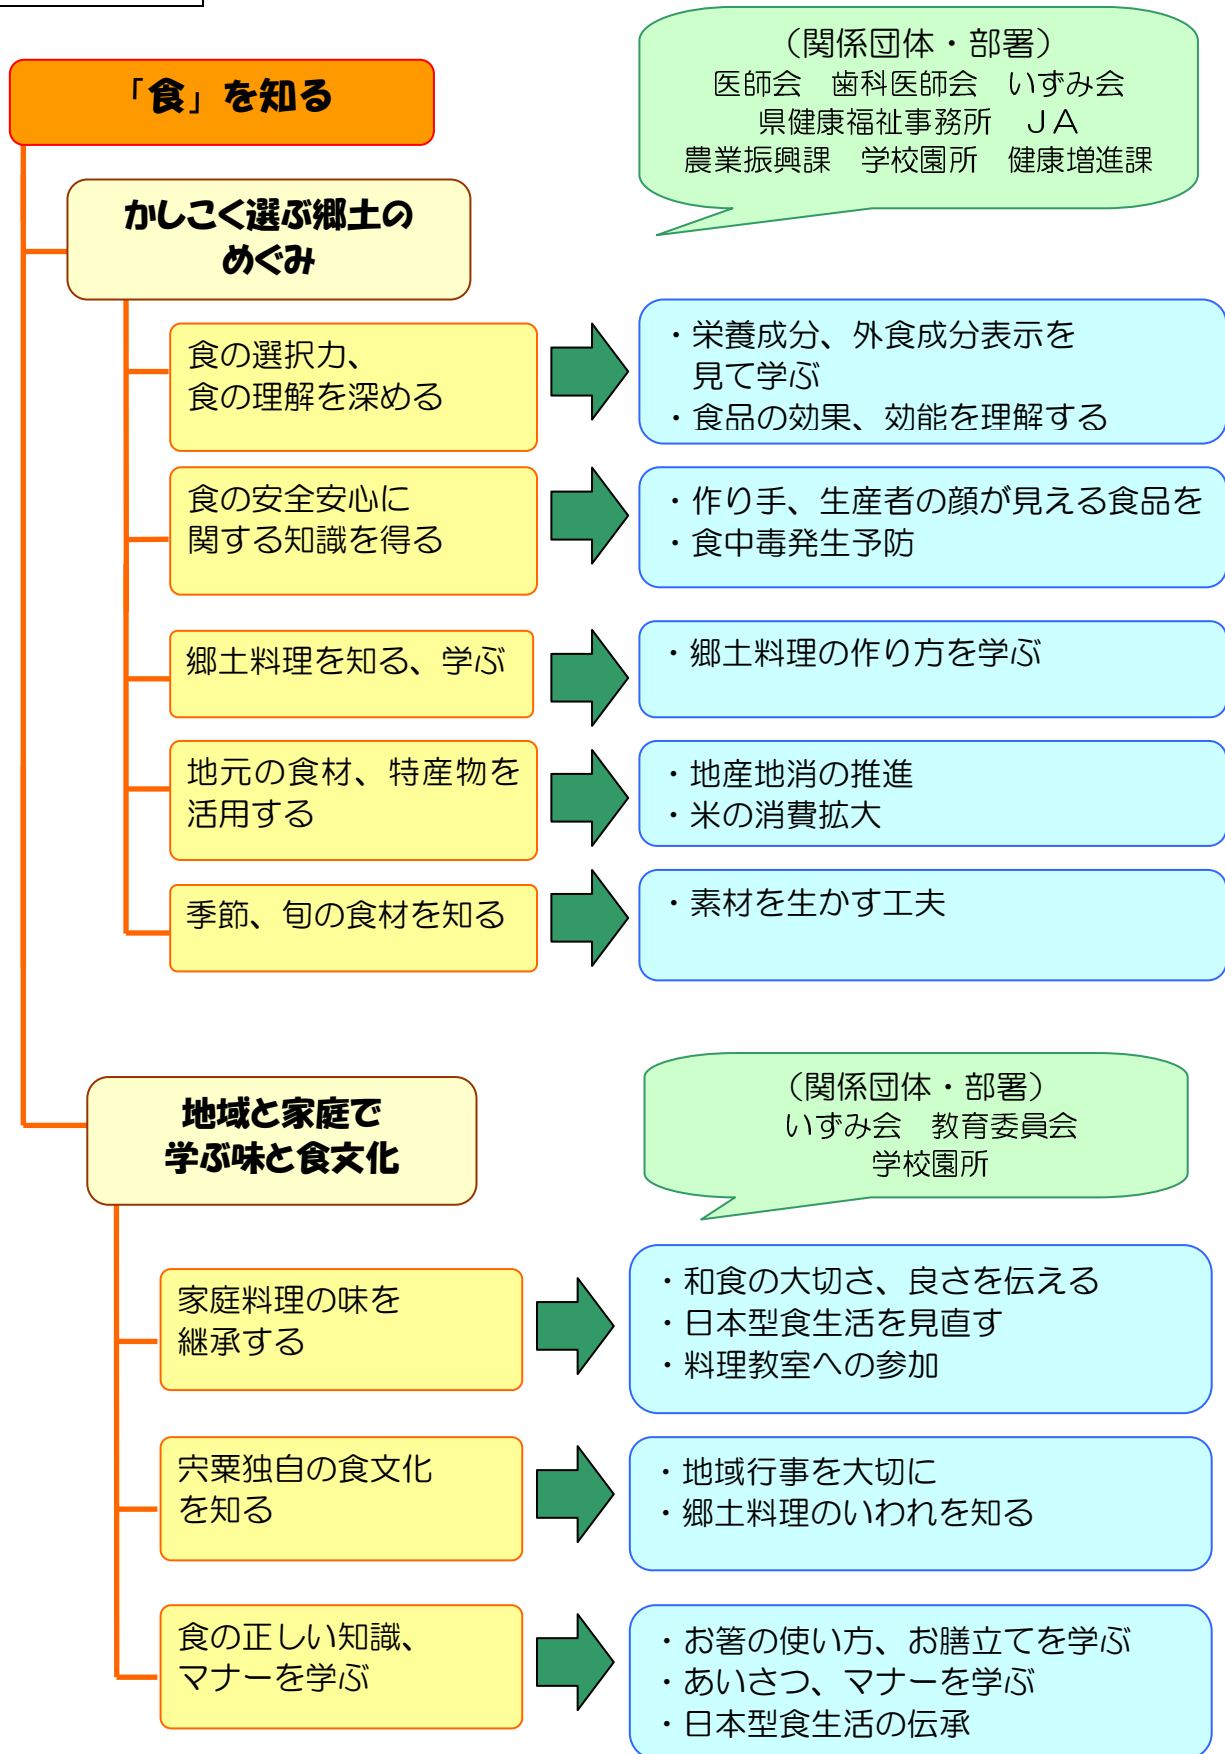 「食」を知る
（関係団体・部署）
医師会　歯科医師会　いずみ会
県健康福祉事務所　ＪＡ
農業振興課　学校園所　健康増進課
かしこく選ぶ郷土の
めぐみ
食の選択力、
食の理解を深める
・栄養成分、外食成分表示を
見て学ぶ
・食品の効果、効能を理解する
食の安全安心に
関する知識を得る
・作り手、生産者の顔が見える食品を
・食中毒発生予防
郷土料理を知る、学ぶ
・郷土料理の作り方を学ぶ
地元の食材、特産物を
活用する
・地産地消の推進
・米の消費拡大
季節、旬の食材を知る
・素材を生かす工夫
地域と家庭で
学ぶ味と食文化
（関係団体・部署）
いずみ会　教育委員会
学校園所
家庭料理の味を
継承する
・和食の大切さ、良さを伝える
・日本型食生活を見直す
・料理教室への参加
宍粟独自の食文化
を知る
・地域行事を大切に
・郷土料理のいわれを知る
食の正しい知識、
マナーを学ぶ
・お箸の使い方、お膳立てを学ぶ
・あいさつ、マナーを学ぶ
・日本型食生活の伝承